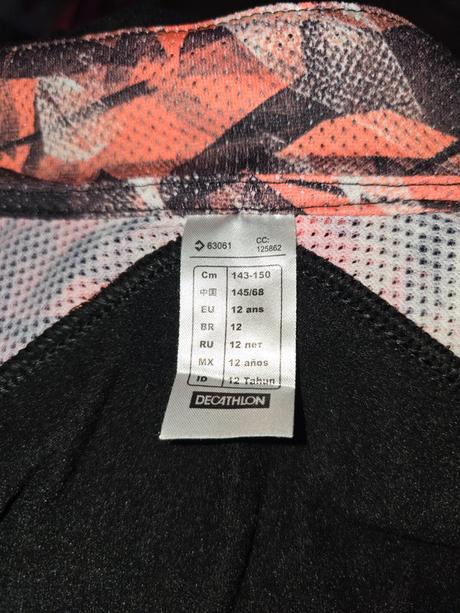 63061
CC:
125862
Cm 143-150
中国 145/68
EU 12 ans
BR 12
RU 12 лет
MX 12 años
ID 12 Tahun
DECATHLON